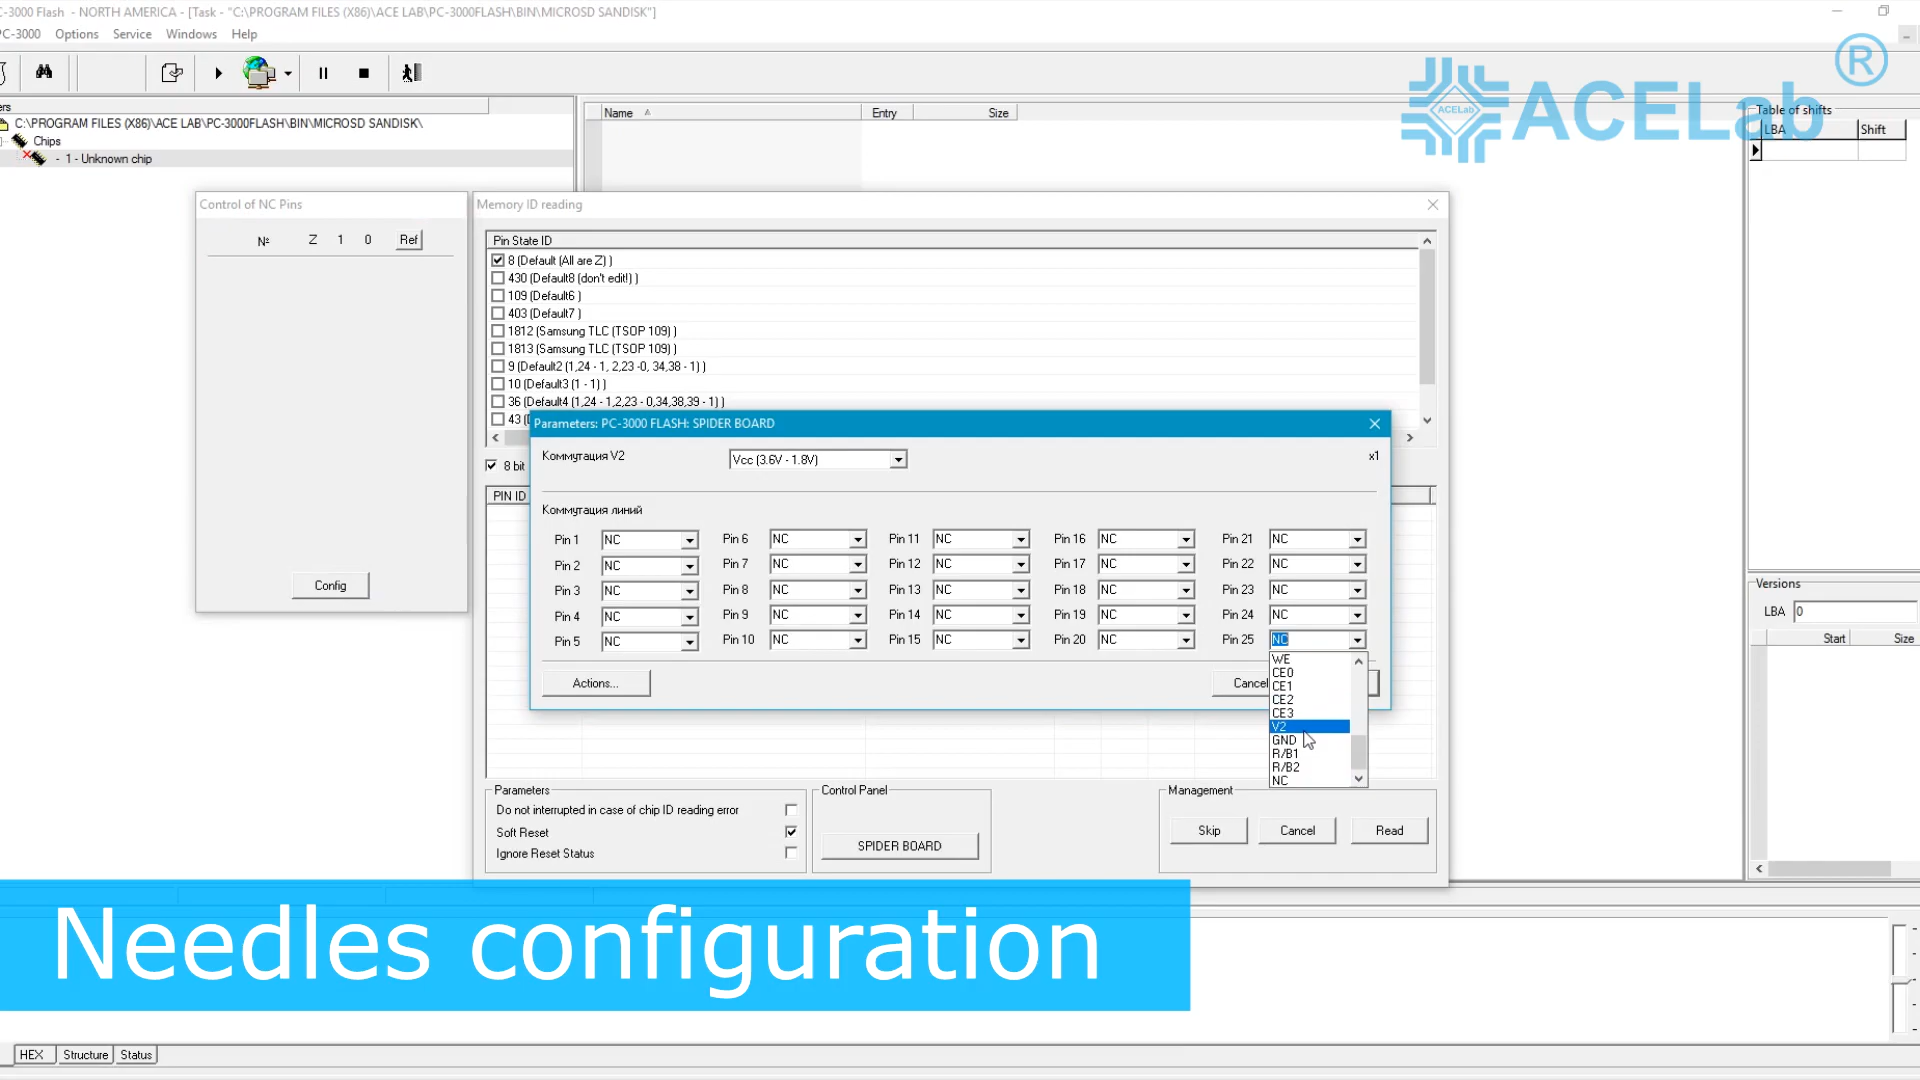 C-3000 Flash - NORTH AMERICA - [Task - "C:\PROGRAM FILES (X86)\ACE LAB\PC-3000FLASH\BIN\MICROSD SANDISK"]
PC-3000 Options Service Windows Help
ACELab ACELab ®
ers
C:\PROGRAM FILES (X86)\ACE LAB\PC-3000FLASH\BIN\MICROSD SANDISK\
Chips
- 1 - Unknown chip
Name Entry Size
Table of shifts
LBA Shift
Control of NC Pins
№ Z 1 0 Ref
Config
Memory ID reading
Pin State ID
8 (Default (All are Z) )
430 (Default8 (don't edit!) )
109 (Default6 )
403 (Default7 )
1812 (Samsung TLC (TSOP 109) )
1813 (Samsung TLC (TSOP 109) )
9 (Default2 (1,24 - 1, 2,23 -0, 34,38 - 1) )
10 (Default3 (1 - 1) )
36 (Default4 (1,24 - 1,2,23 - 0,34,38,39 - 1) )
43 (
8 bit
PIN ID
Parameters: PC-3000 FLASH: SPIDER BOARD
Коммутация V2 Vcc (3.6V - 1.8V) x1
Коммутация линий
Pin 1 NC Pin 6 NC Pin 11 NC Pin 16 NC Pin 21 NC
Pin 2 NC Pin 7 NC Pin 12 NC Pin 17 NC Pin 22 NC
Pin 3 NC Pin 8 NC Pin 13 NC Pin 18 NC Pin 23 NC
Pin 4 NC Pin 9 NC Pin 14 NC Pin 19 NC Pin 24 NC
Pin 5 NC Pin 10 NC Pin 15 NC Pin 20 NC Pin 25 NC
WE
CE0
CE1
CE2
CE3
V2
GND
R/B1
R/B2
NC
Actions... Cancel
Parameters
Do not interrupted in case of chip ID reading error
Soft Reset
Ignore Reset Status
Control Panel
SPIDER BOARD
Management
Skip Cancel Read
Versions
LBA 0
Start Size
Needles configuration
HEX Structure Status